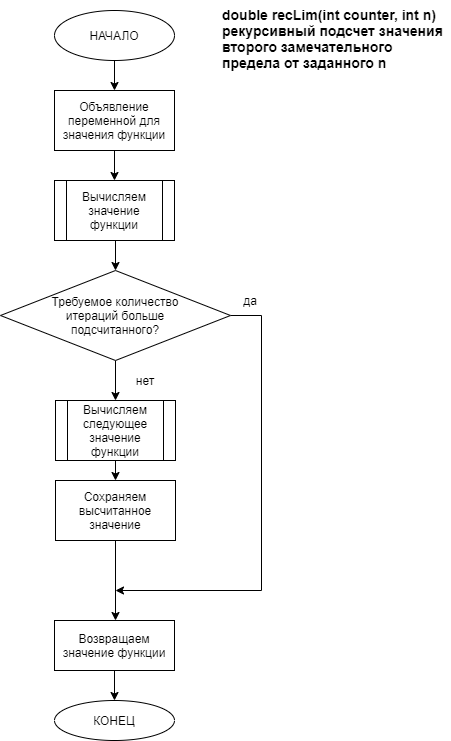 double recLim(int counter, int n)
рекурсивный подсчет значения
второго замечательного
предела от заданного n
НАЧАЛО
Объявление
переменной для
значения функции
Вычисляем
значение
функции
Требуемое количество
итераций больше
подсчитанного?
да
нет
Вычисляем
следующее
значение
функции
Сохраняем
высчитанное
значение
Возвращаем
значение функции
КОНЕЦ